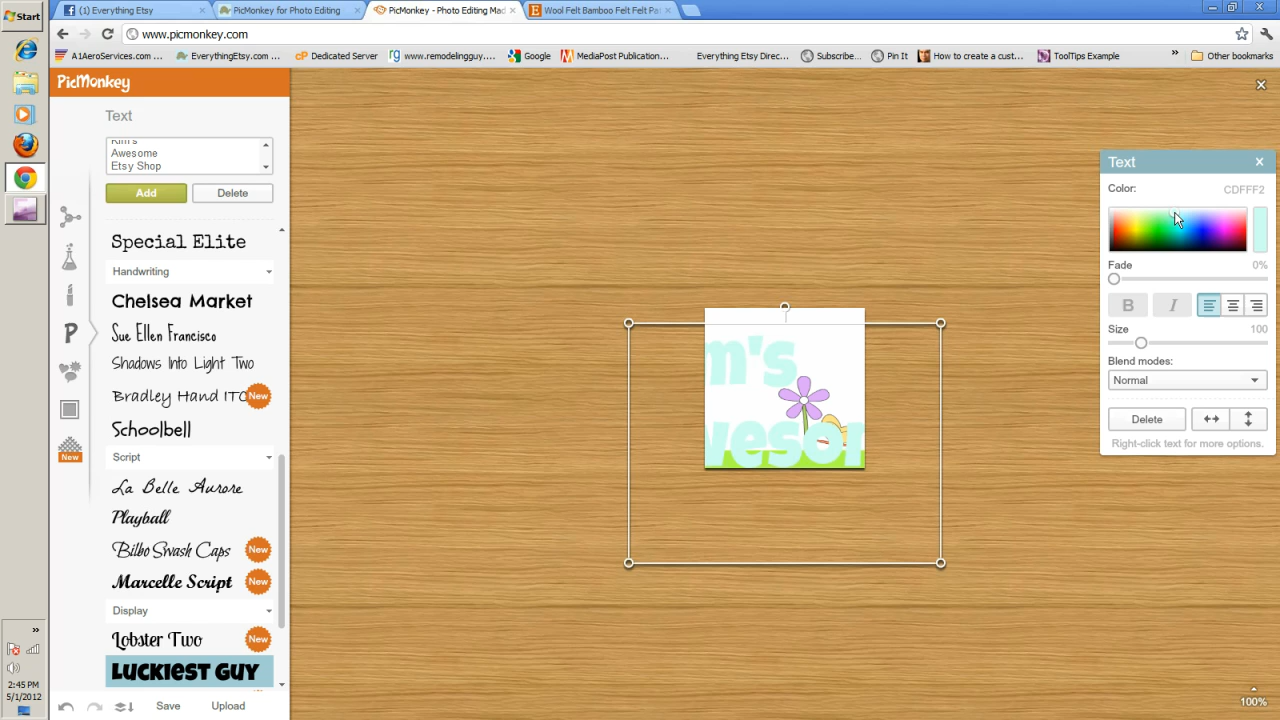 Start
(1) Everything Etsy
PicMonkey for Photo Editing
PicMonkey - Photo Editing Mad
Wool Felt Bamboo Felt Felt Pa
www.picmonkey.com
A1AeroServices.com ...
EverythingEtsy.com ...
Dedicated Server
www.remodelingguy....
Google
MediaPost Publication...
Everything Etsy Direc...
Subscribe...
Pin It
How to create a cust...
ToolTips Example
»
Other bookmarks
PicMonkey
Text
Kim's
Awesome
Etsy Shop
Add
Delete
Special Elite
Handwriting
Chelsea Market
Sue Ellen Francisco
Shadows Into Light Two
Bradley Hand ITC
New
Schoolbell
Script
La Belle Aurore
Playball
Bilbo Swash Caps
New
Marcelle Script
New
Display
Lobster Two
New
LUCKIEST GUY
New
Save
Upload
m's
wesom
Text
Color:
CDFFF2
Fade
0%
B
I
Size
100
Blend modes:
Normal
Delete
Right-click text for more options.
100%
»
2:45 PM
5/1/2012